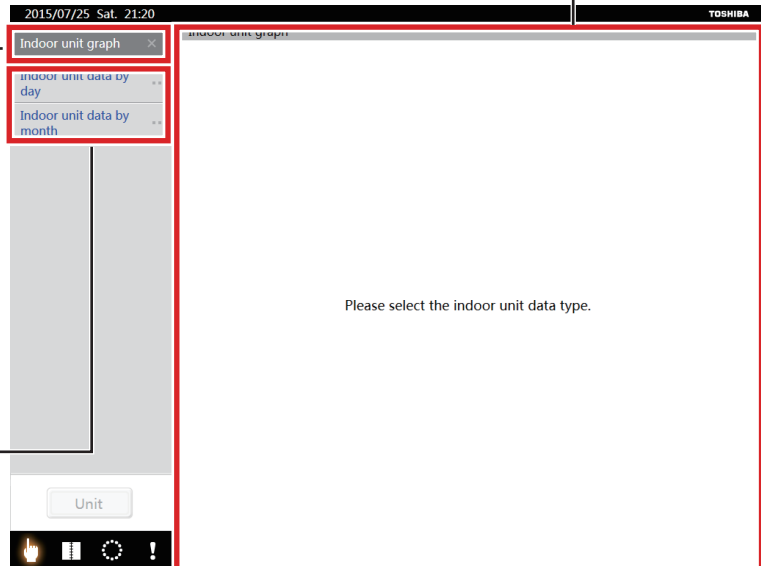 2015/07/25 Sat. 21:20
TOSHIBA
Indoor unit graph
Indoor unit graph
Indoor unit data by
day
Indoor unit data by
month
Please select the indoor unit data type.
Unit